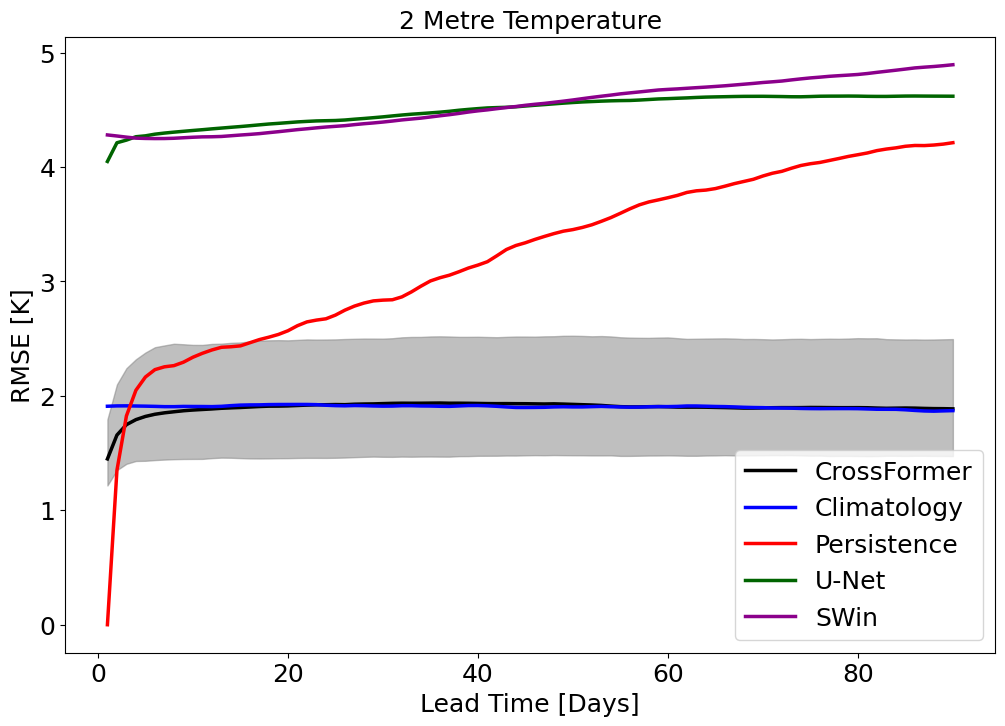 2 Metre Temperature
RMSE [K]
5
4
3
2
1
0
0 20 40 60 80
Lead Time [Days]
CrossFormer
Climatology
Persistence
U-Net
SWin